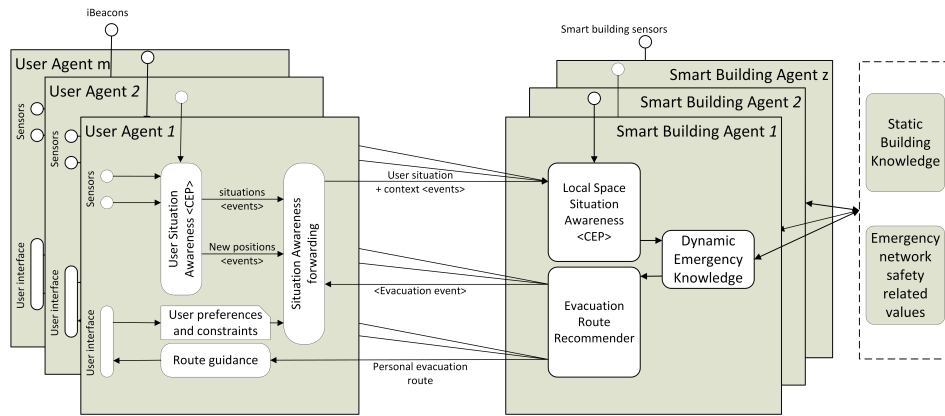 iBeacons
Smart building sensors
User Agent m
Smart Building Agent z
User Agent 2
Smart Building Agent 2
User Agent 1
Smart Building Agent 1
Sensors
Sensors
Sensors
User interface
User interface
User interface
User Situation
Awareness <CEP>
situations
<events>
New positions
<events>
Situation Awareness
forwarding
User preferences
and constraints
Route guidance
User situation
+ context <events>
<Evacuation event>
Personal evacuation
route
Local Space
Situation
Awareness
<CEP>
Dynamic
Emergency
Knowledge
Evacuation
Route
Recommender
Static
Building
Knowledge
Emergency
network
safety
related
values